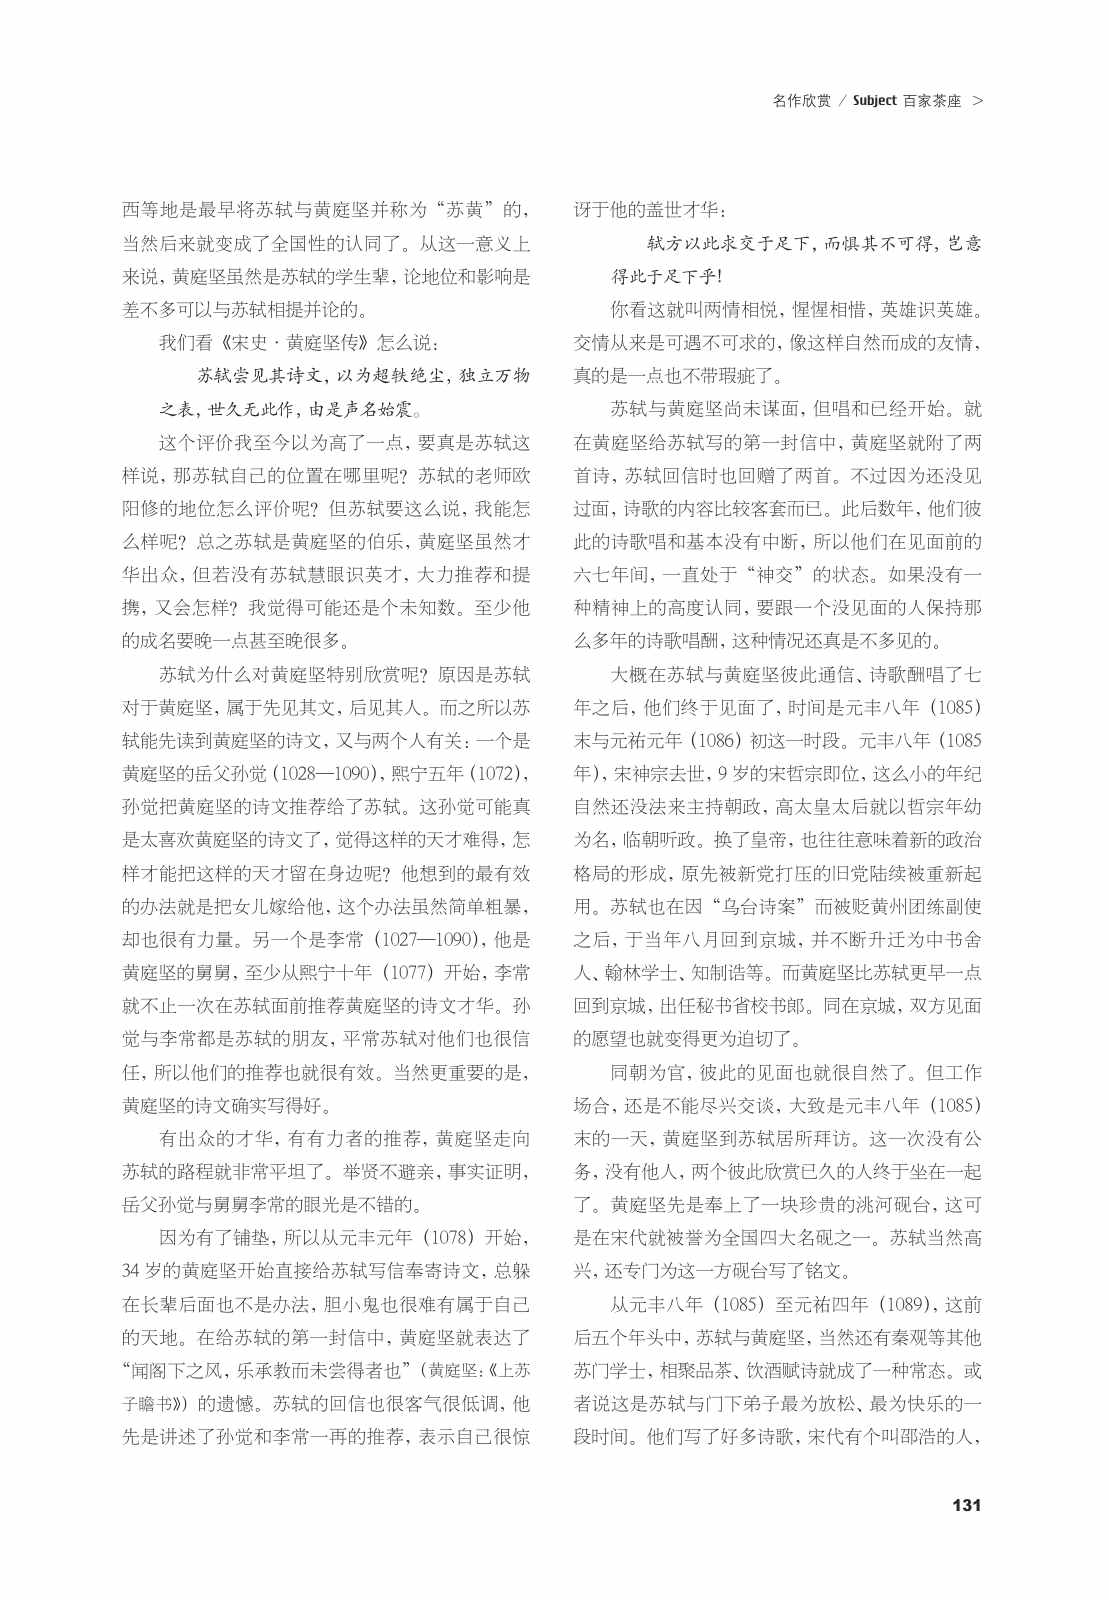 名作欣赏 / Subject 百家茶座 >
西等地是最早将苏轼与黄庭坚并称为“苏黄”的，
当然后来就变成了全国性的认同了。从这一意义上
来说，黄庭坚虽然是苏轼的学生辈，论地位和影响是
差不多可以与苏轼相提并论的。
我们看《宋史·黄庭坚传》怎么说：
苏轼尝见其诗文，以为超轶绝尘，独立万物
之表，世久无此作，由是声名始震。
这个评价我至今以为高了一点，要真是苏轼这
样说，那苏轼自己的位置在哪里呢？苏轼的老师欧
阳修的地位怎么评价呢？但苏轼要这么说，我能怎
么样呢？总之苏轼是黄庭坚的伯乐，黄庭坚虽然才
华出众，但若没有苏轼慧眼识英才，大力推荐和提
携，又会怎样？我觉得可能还是个未知数。至少他
的成名要晚一点甚至晚很多。
苏轼为什么对黄庭坚特别欣赏呢？原因是苏轼
对于黄庭坚，属于先见其文，后见其人。而之所以苏
轼能先读到黄庭坚的诗文，又与两个人有关：一个是
黄庭坚的岳父孙觉（1028—1090），熙宁五年（1072），
孙觉把黄庭坚的诗文推荐给了苏轼。这孙觉可能真
是太喜欢黄庭坚的诗文了，觉得这样的天才难得，怎
样才能把这样的天才留在身边呢？他想到的最有效
的办法就是把女儿嫁给他，这个办法虽然简单粗暴，
却也很有力量。另一个是李常（1027—1090），他是
黄庭坚的舅舅，至少从熙宁十年（1077）开始，李常
就不止一次在苏轼面前推荐黄庭坚的诗文才华。孙
觉与李常都是苏轼的朋友，平常苏轼对他们也很信
任，所以他们的推荐也就很有效。当然更重要的是，
黄庭坚的诗文确实写得好。
有出众的才华，有有力者的推荐，黄庭坚走向
苏轼的路程就非常平坦了。举贤不避亲，事实证明，
岳父孙觉与舅舅李常的眼光是不错的。
因为有了铺垫，所以从元丰元年（1078）开始，
34 岁的黄庭坚开始直接给苏轼写信奉寄诗文，总躲
在长辈后面也不是办法，胆小鬼也很难有属于自己
的天地。在给苏轼的第一封信中，黄庭坚就表达了
“闻阁下之风，乐承教而未尝得者也”（黄庭坚：《上苏
子瞻书》）的遗憾。苏轼的回信也很客气很低调，他
先是讲述了孙觉和李常一再的推荐，表示自己很惊
讶于他的盖世才华：
轼方以此求交于足下，而惧其不可得，岂意
得此于足下乎！
你看这就叫两情相悦，惺惺相惜，英雄识英雄。
交情从来是可遇不可求的，像这样自然而成的友情，
真的是一点也不带瑕疵了。
苏轼与黄庭坚尚未谋面，但唱和已经开始。就
在黄庭坚给苏轼写的第一封信中，黄庭坚就附了两
首诗，苏轼回信时也回赠了两首。不过因为还没见
过面，诗歌的内容比较客套而已。此后数年，他们彼
此的诗歌唱和基本没有中断，所以他们在见面前的
六七年间，一直处于“神交”的状态。如果没有一
种精神上的高度认同，要跟一个没见面的人保持那
么多年的诗歌唱酬，这种情况还真是不多见的。
大概在苏轼与黄庭坚彼此通信、诗歌酬唱了七
年之后，他们终于见面了，时间是元丰八年（1085）
末与元祐元年（1086）初这一时段。元丰八年（1085
年），宋神宗去世，9 岁的宋哲宗即位，这么小的年纪
自然还没法来主持朝政，高太皇太后就以哲宗年幼
为名，临朝听政。换了皇帝，也往往意味着新的政治
格局的形成，原先被新党打压的旧党陆续被重新起
用。苏轼也在因“乌台诗案”而被贬黄州团练副使
之后，于当年八月回到京城，并不断升迁为中书舍
人、翰林学士、知制诰等。而黄庭坚比苏轼更早一点
回到京城，出任秘书省校书郎。同在京城，双方见面
的愿望也就变得更为迫切了。
同朝为官，彼此的见面也就很自然了。但工作
场合，还是不能尽兴交谈，大致是元丰八年（1085）
末的一天，黄庭坚到苏轼居所拜访。这一次没有公
务，没有他人，两个彼此欣赏已久的人终于坐在一起
了。黄庭坚先是奉上了一块珍贵的洮河砚台，这可
是在宋代就被誉为全国四大名砚之一。苏轼当然高
兴，还专门为这一方砚台写了铭文。
从元丰八年（1085）至元祐四年（1089），这前
后五个年头中，苏轼与黄庭坚，当然还有秦观等其他
苏门学士，相聚品茶、饮酒赋诗就成了一种常态。或
者说这是苏轼与门下弟子最为放松、最为快乐的一
段时间。他们写了好多诗歌，宋代有个叫邵浩的人，
131